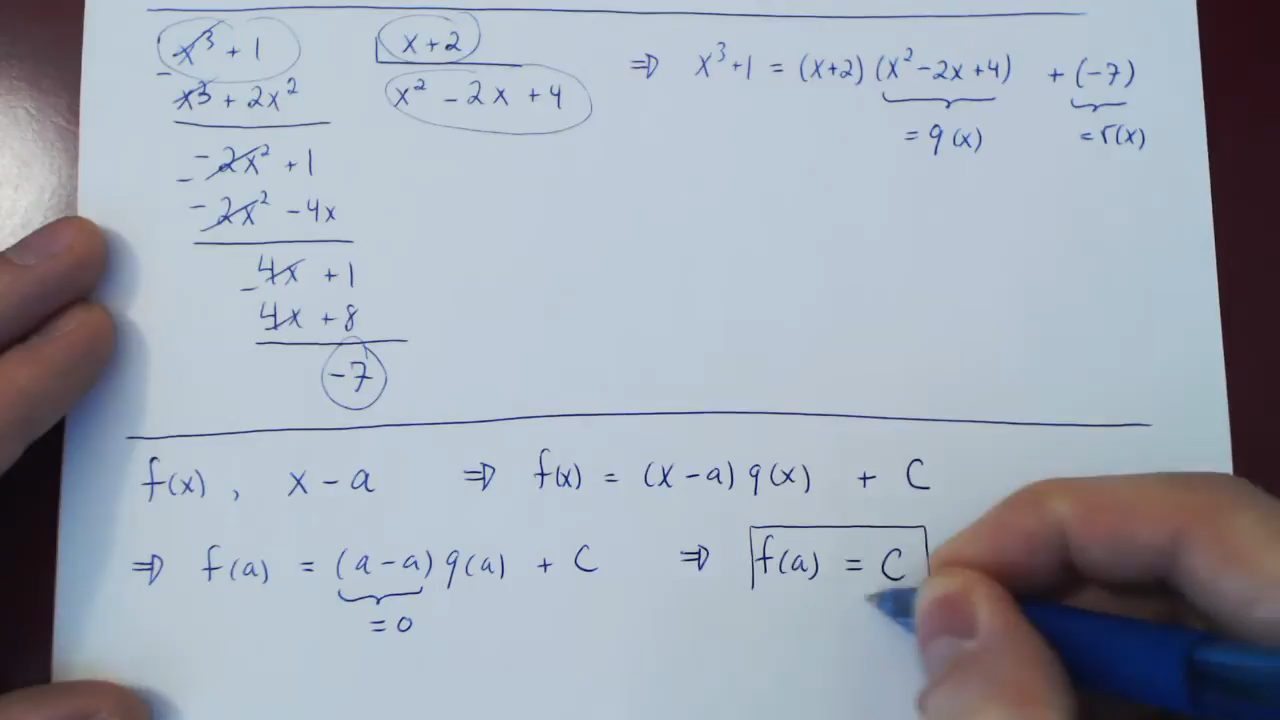 x³ + 1
x + 2
⇒ x³ + 1 = (x+2) (x² - 2x + 4) + (-7)
- x³ + 2x²
x² - 2x + 4
= q(x)
= r(x)
-2x² + 1
- -2x² - 4x
4x + 1
- 4x + 8
-7
f(x) , x - a ⇒ f(x) = (x - a) q(x) + C
⇒ f(a) = (a - a) q(a) + C ⇒ f(a) = C
= 0